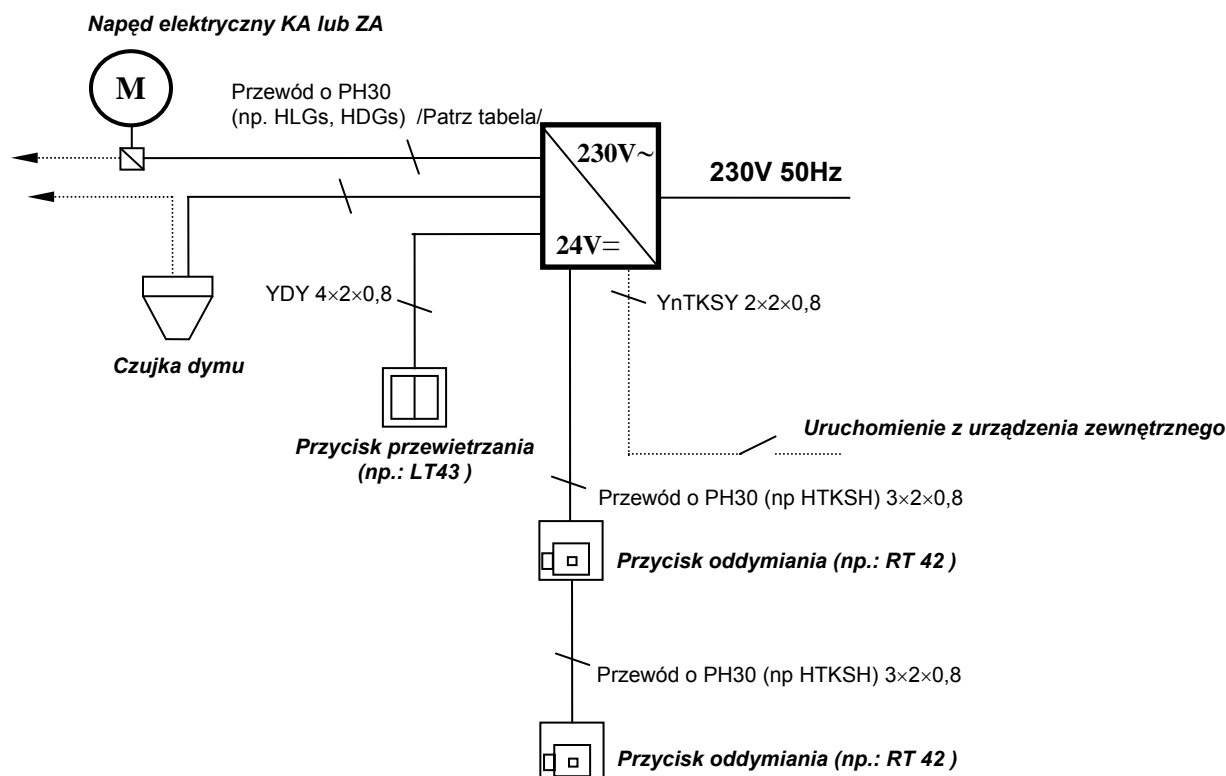 Napęd elektryczny KA lub ZA
M
Przewód o PH30
(np. HLGs, HDGs) /Patrz tabela/
230V~
230V 50Hz
24V=
YDY 4×2×0,8
YnTKSY 2×2×0,8
Czujka dymu
Przycisk przewietrzania
(np.: LT43 )
Uruchomienie z urządzenia zewnętrznego
Przewód o PH30 (np HTKSH) 3×2×0,8
Przycisk oddymiania (np.: RT 42 )
Przewód o PH30 (np HTKSH) 3×2×0,8
Przycisk oddymiania (np.: RT 42 )